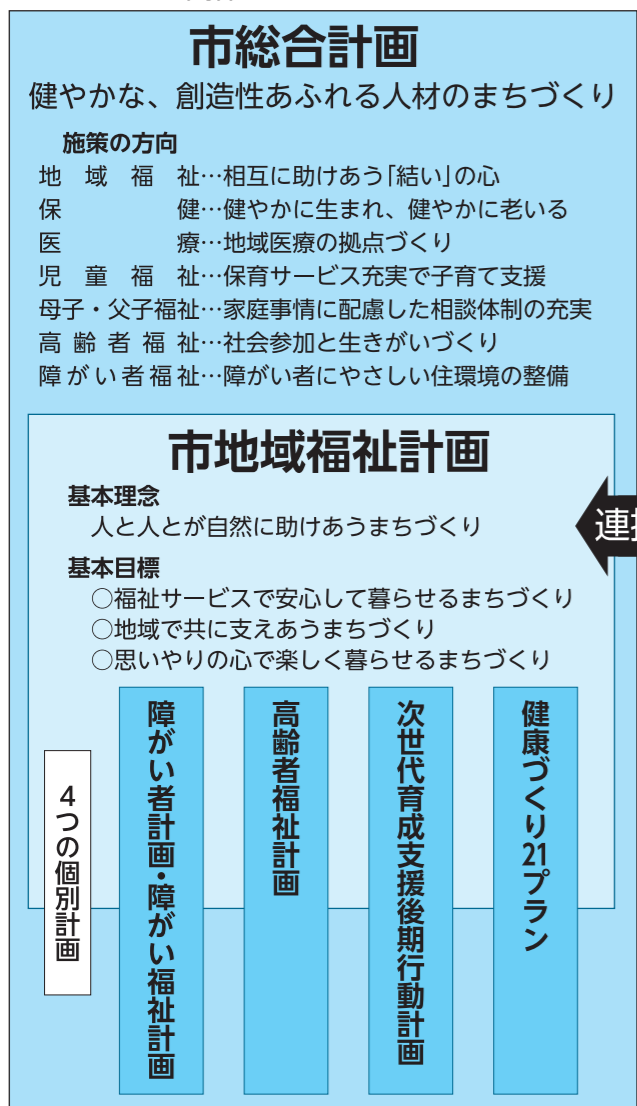 市総合計画
健やかな、創造性あふれる人材のまちづくり
施策の方向
地域福祉…相互に助けあう「結い」の心
保健…健やかに生まれ、健やかに老いる
医療…地域医療の拠点づくり
児童福祉…保育サービス充実で子育て支援
母子・父子福祉…家庭事情に配慮した相談体制の充実
高齢者福祉…社会参加と生きがいづくり
障がい者福祉…障がい者にやさしい住環境の整備
市地域福祉計画
基本理念
人と人とが自然に助けあうまちづくり
基本目標
○福祉サービスで安心して暮らせるまちづくり
○地域で共に支えあうまちづくり
○思いやりの心で楽しく暮らせるまちづくり
連
4つの個別計画
障がい者計画・障がい福祉計画
高齢者福祉計画
次世代育成支援後期行動計画
健康づくり21プラン